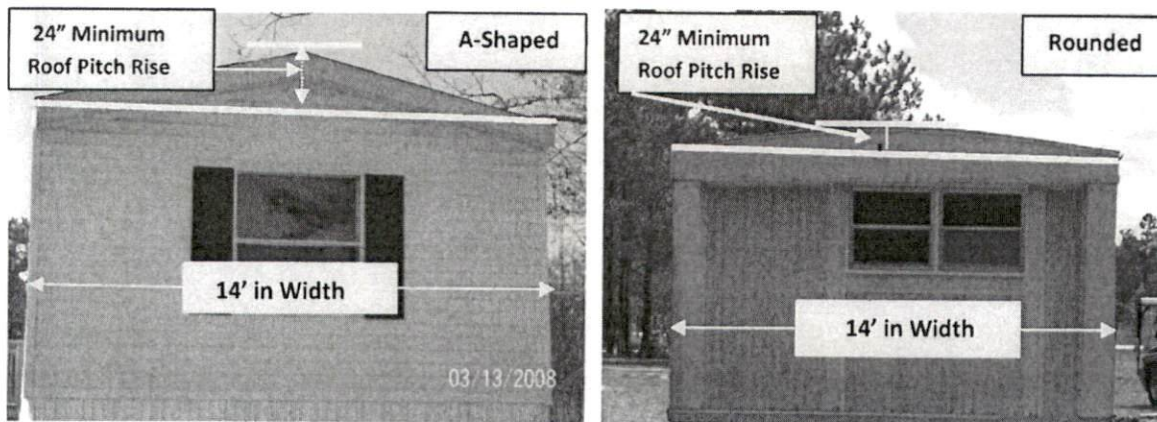 24" Minimum
Roof Pitch Rise
A-Shaped
14' in Width
03/13/2008
24" Minimum
Roof Pitch Rise
Rounded
14' in Width